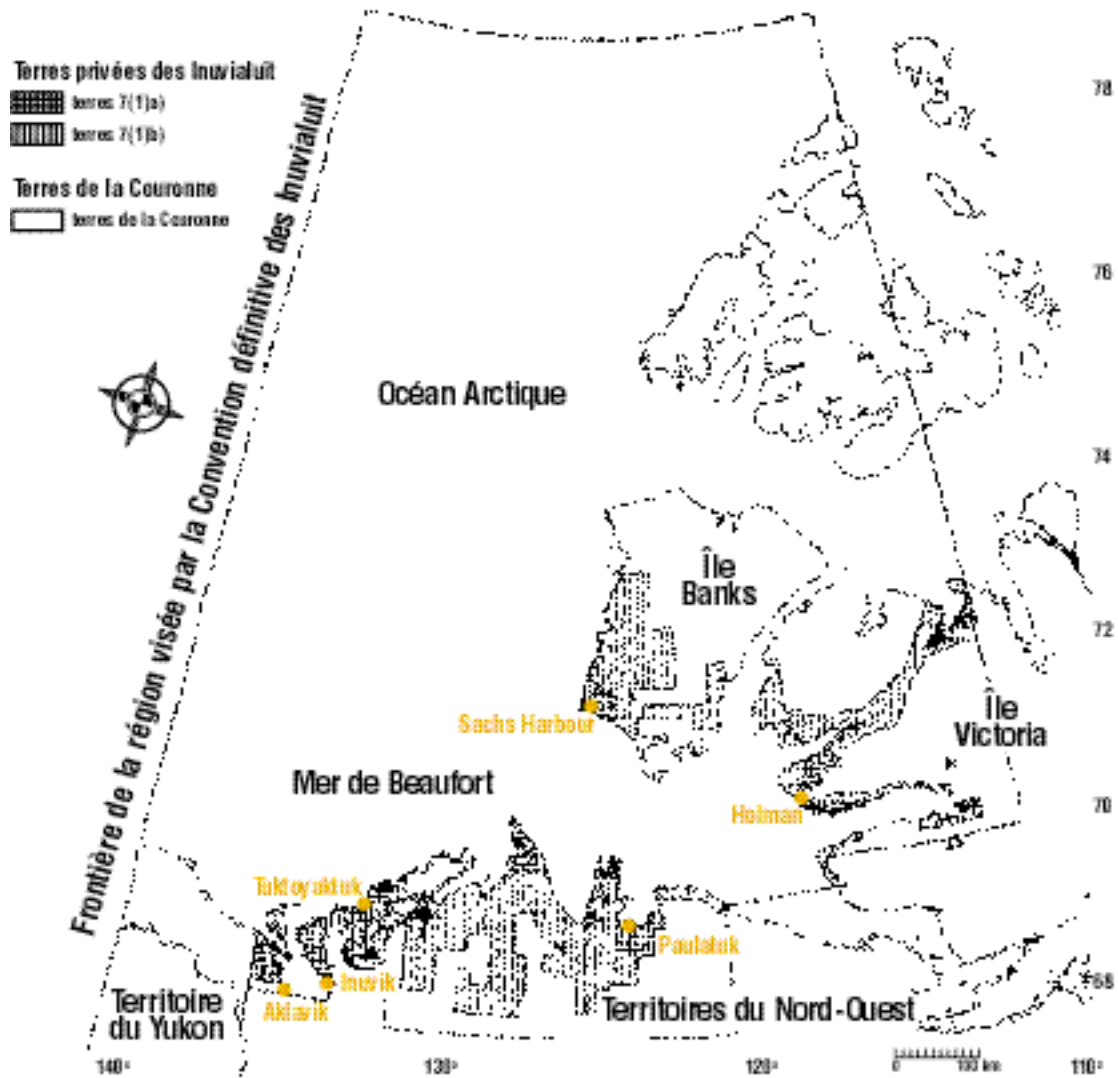 Terres privées des Inuvialuit
terres 7(1)a)
terres 7(1)b)
Terres de la Couronne
terres de la Couronne
Frontière de la région visée par la Convention définitive des Inuvialuit
78
76
74
72
70
68
Océan Arctique
Île
Banks
Sachs Harbour
Île
Victoria
Mer de Beaufort
Holman
Tuktoyaktuk
Paulatuk
Inuvik
Aklavik
Territoire
du Yukon
Territoires du Nord-Ouest
140°
130°
120°
110°
0
100 km